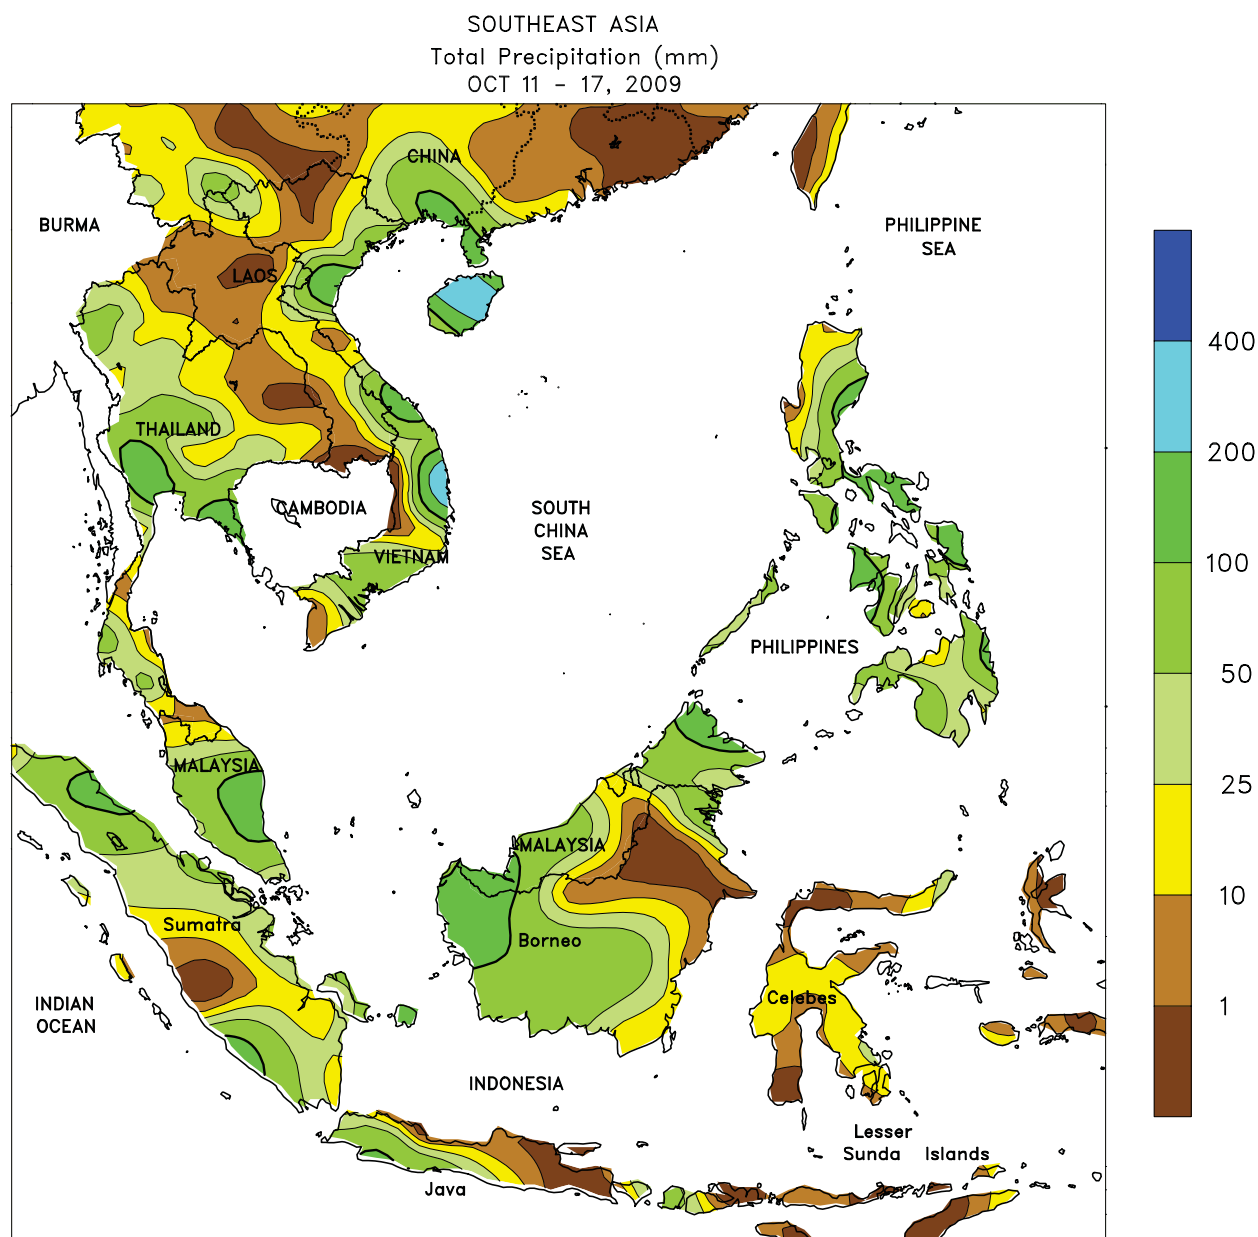 SOUTHEAST ASIA
Total Precipitation (mm)
OCT 11 - 17, 2009
CHINA
BURMA
PHILIPPINE
SEA
LAOS
400
THAILAND
200
CAMBODIA
SOUTH
CHINA
SEA
VIETNAM
100
PHILIPPINES
50
MALAYSIA
25
MALAYSIA
10
Sumatra
Borneo
Celebes
INDIAN
OCEAN
1
INDONESIA
Lesser
Sunda Islands
Java